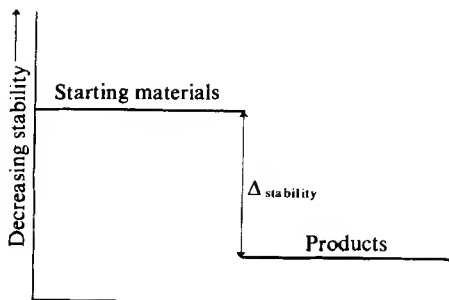 Decreasing stability
Starting materials
Δ stability
Products